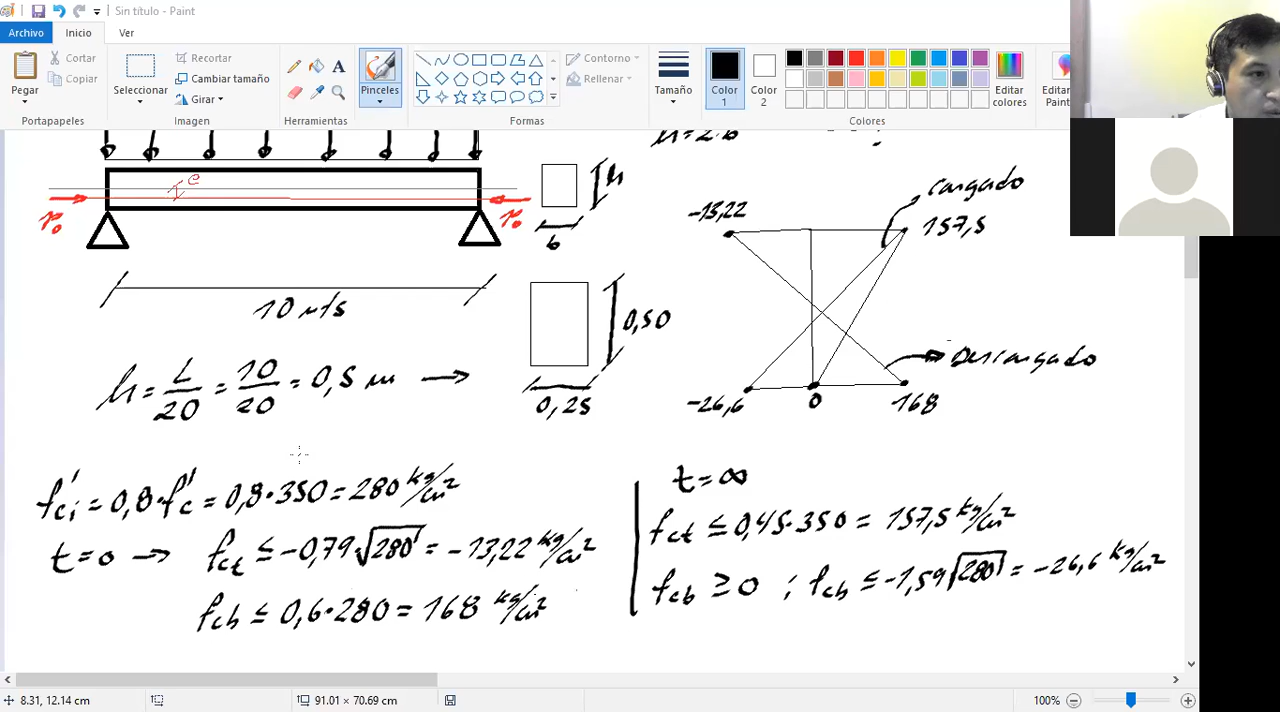 Sin título - Paint
Archivo Inicio Ver
Pegar
Cortar
Copiar
Portapapeles
Seleccionar
Recortar
Cambiar tamaño
Girar
Imagen
A
Herramientas
Pinceles
Contorno
Rellenar
Formas
Tamaño
Color 1
Color 2
Editar colores
Colores
Editar
Paint
h=2.b
e
P₀
P₀
h
b
10 mts
0,50
0,25
h = L/20 = 10/20 = 0,5 m →
cargado
-13,22
157,5
Descargado
-26,6
0
168
f'ci = 0,8·f'c = 0,8·350 = 280 kg/cm²
t=0 → fct ≤ -0,79√280 = -13,22 kg/cm²
fcb ≤ 0,6·280 = 168 kg/cm²
t=∞
fct ≤ 0,45·350 = 157,5 kg/cm²
fcb ≥ 0 ; fcb ≤ -1,59√280 = -26,6 kg/cm²
8.31, 12.14 cm
91.01 × 70.69 cm
100%